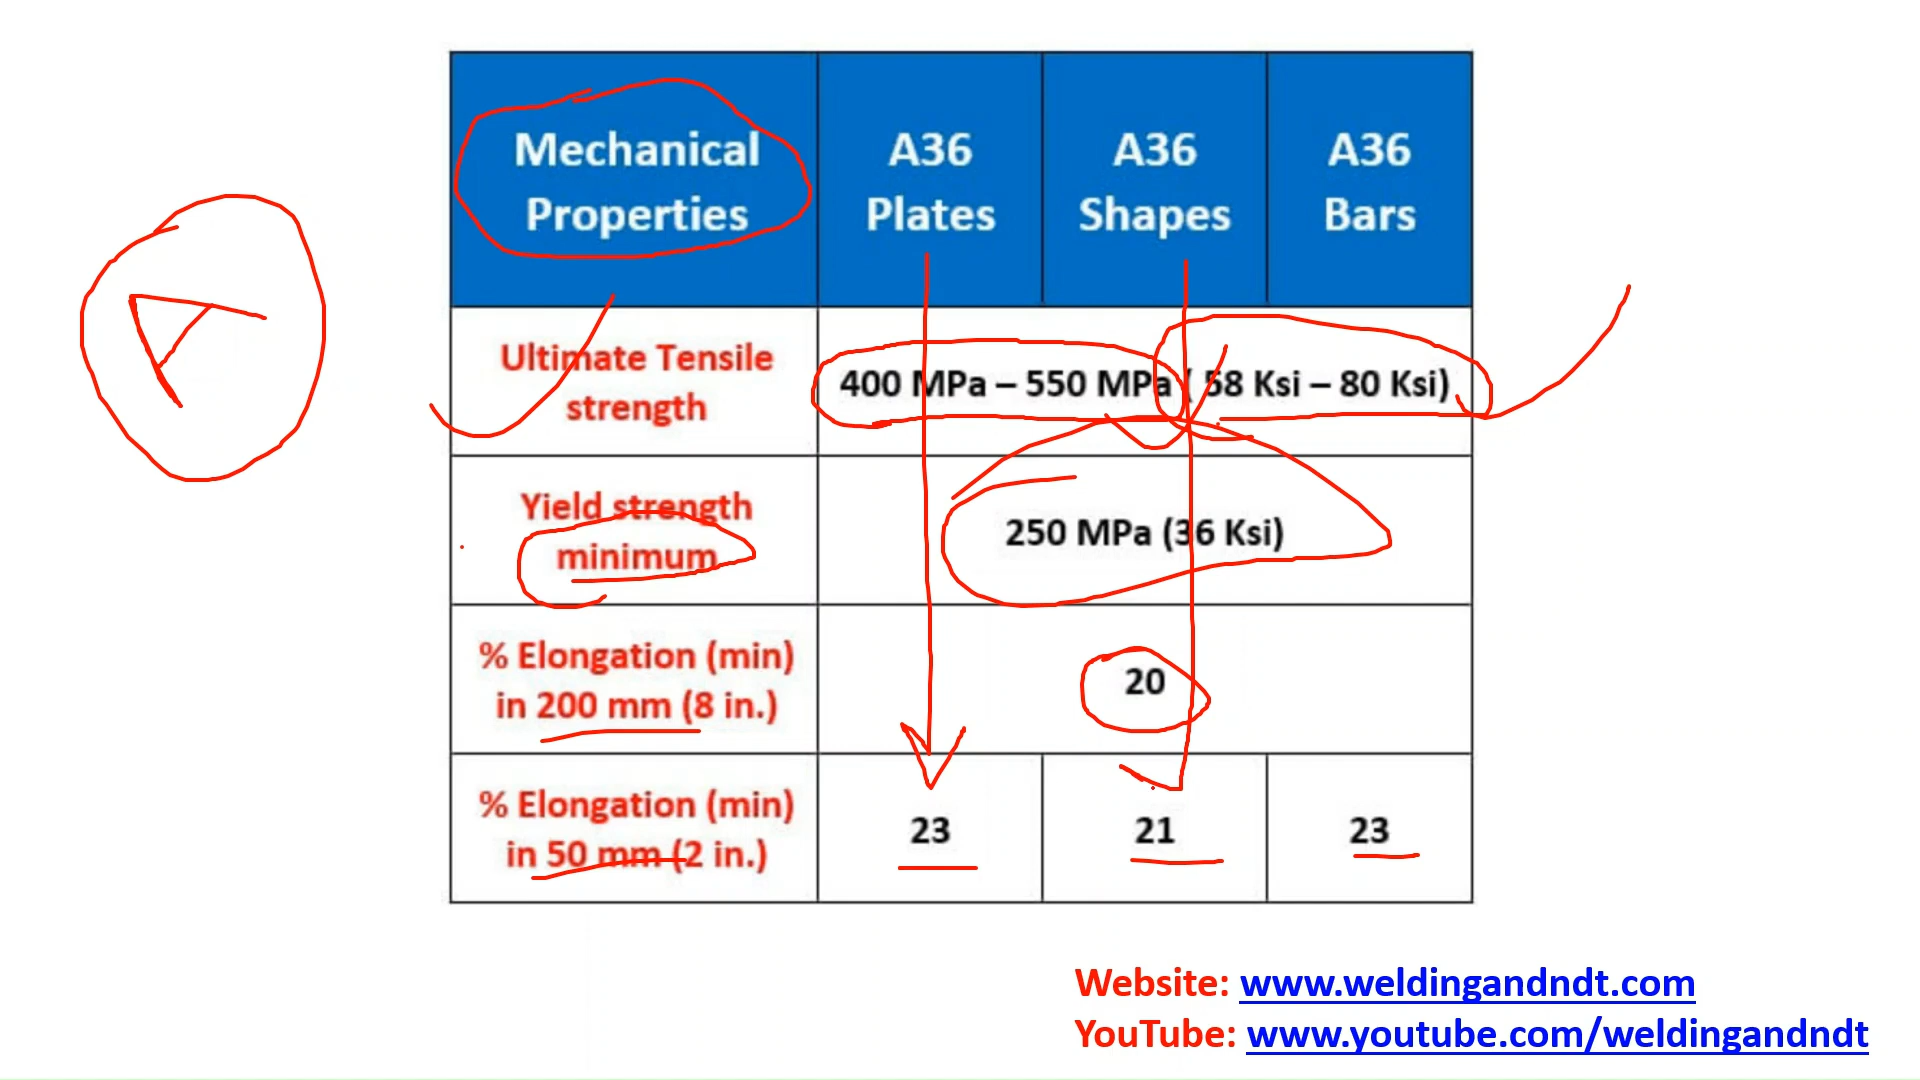 Mechanical
Properties
A36
Plates
A36
Shapes
A36
Bars
Ultimate Tensile
strength
400 MPa – 550 MPa ( 58 Ksi – 80 Ksi)
Yield strength
minimum
250 MPa (36 Ksi)
% Elongation (min)
in 200 mm (8 in.)
20
% Elongation (min)
in 50 mm (2 in.)
23
21
23
Website: www.weldingandndt.com
YouTube: www.youtube.com/weldingandndt